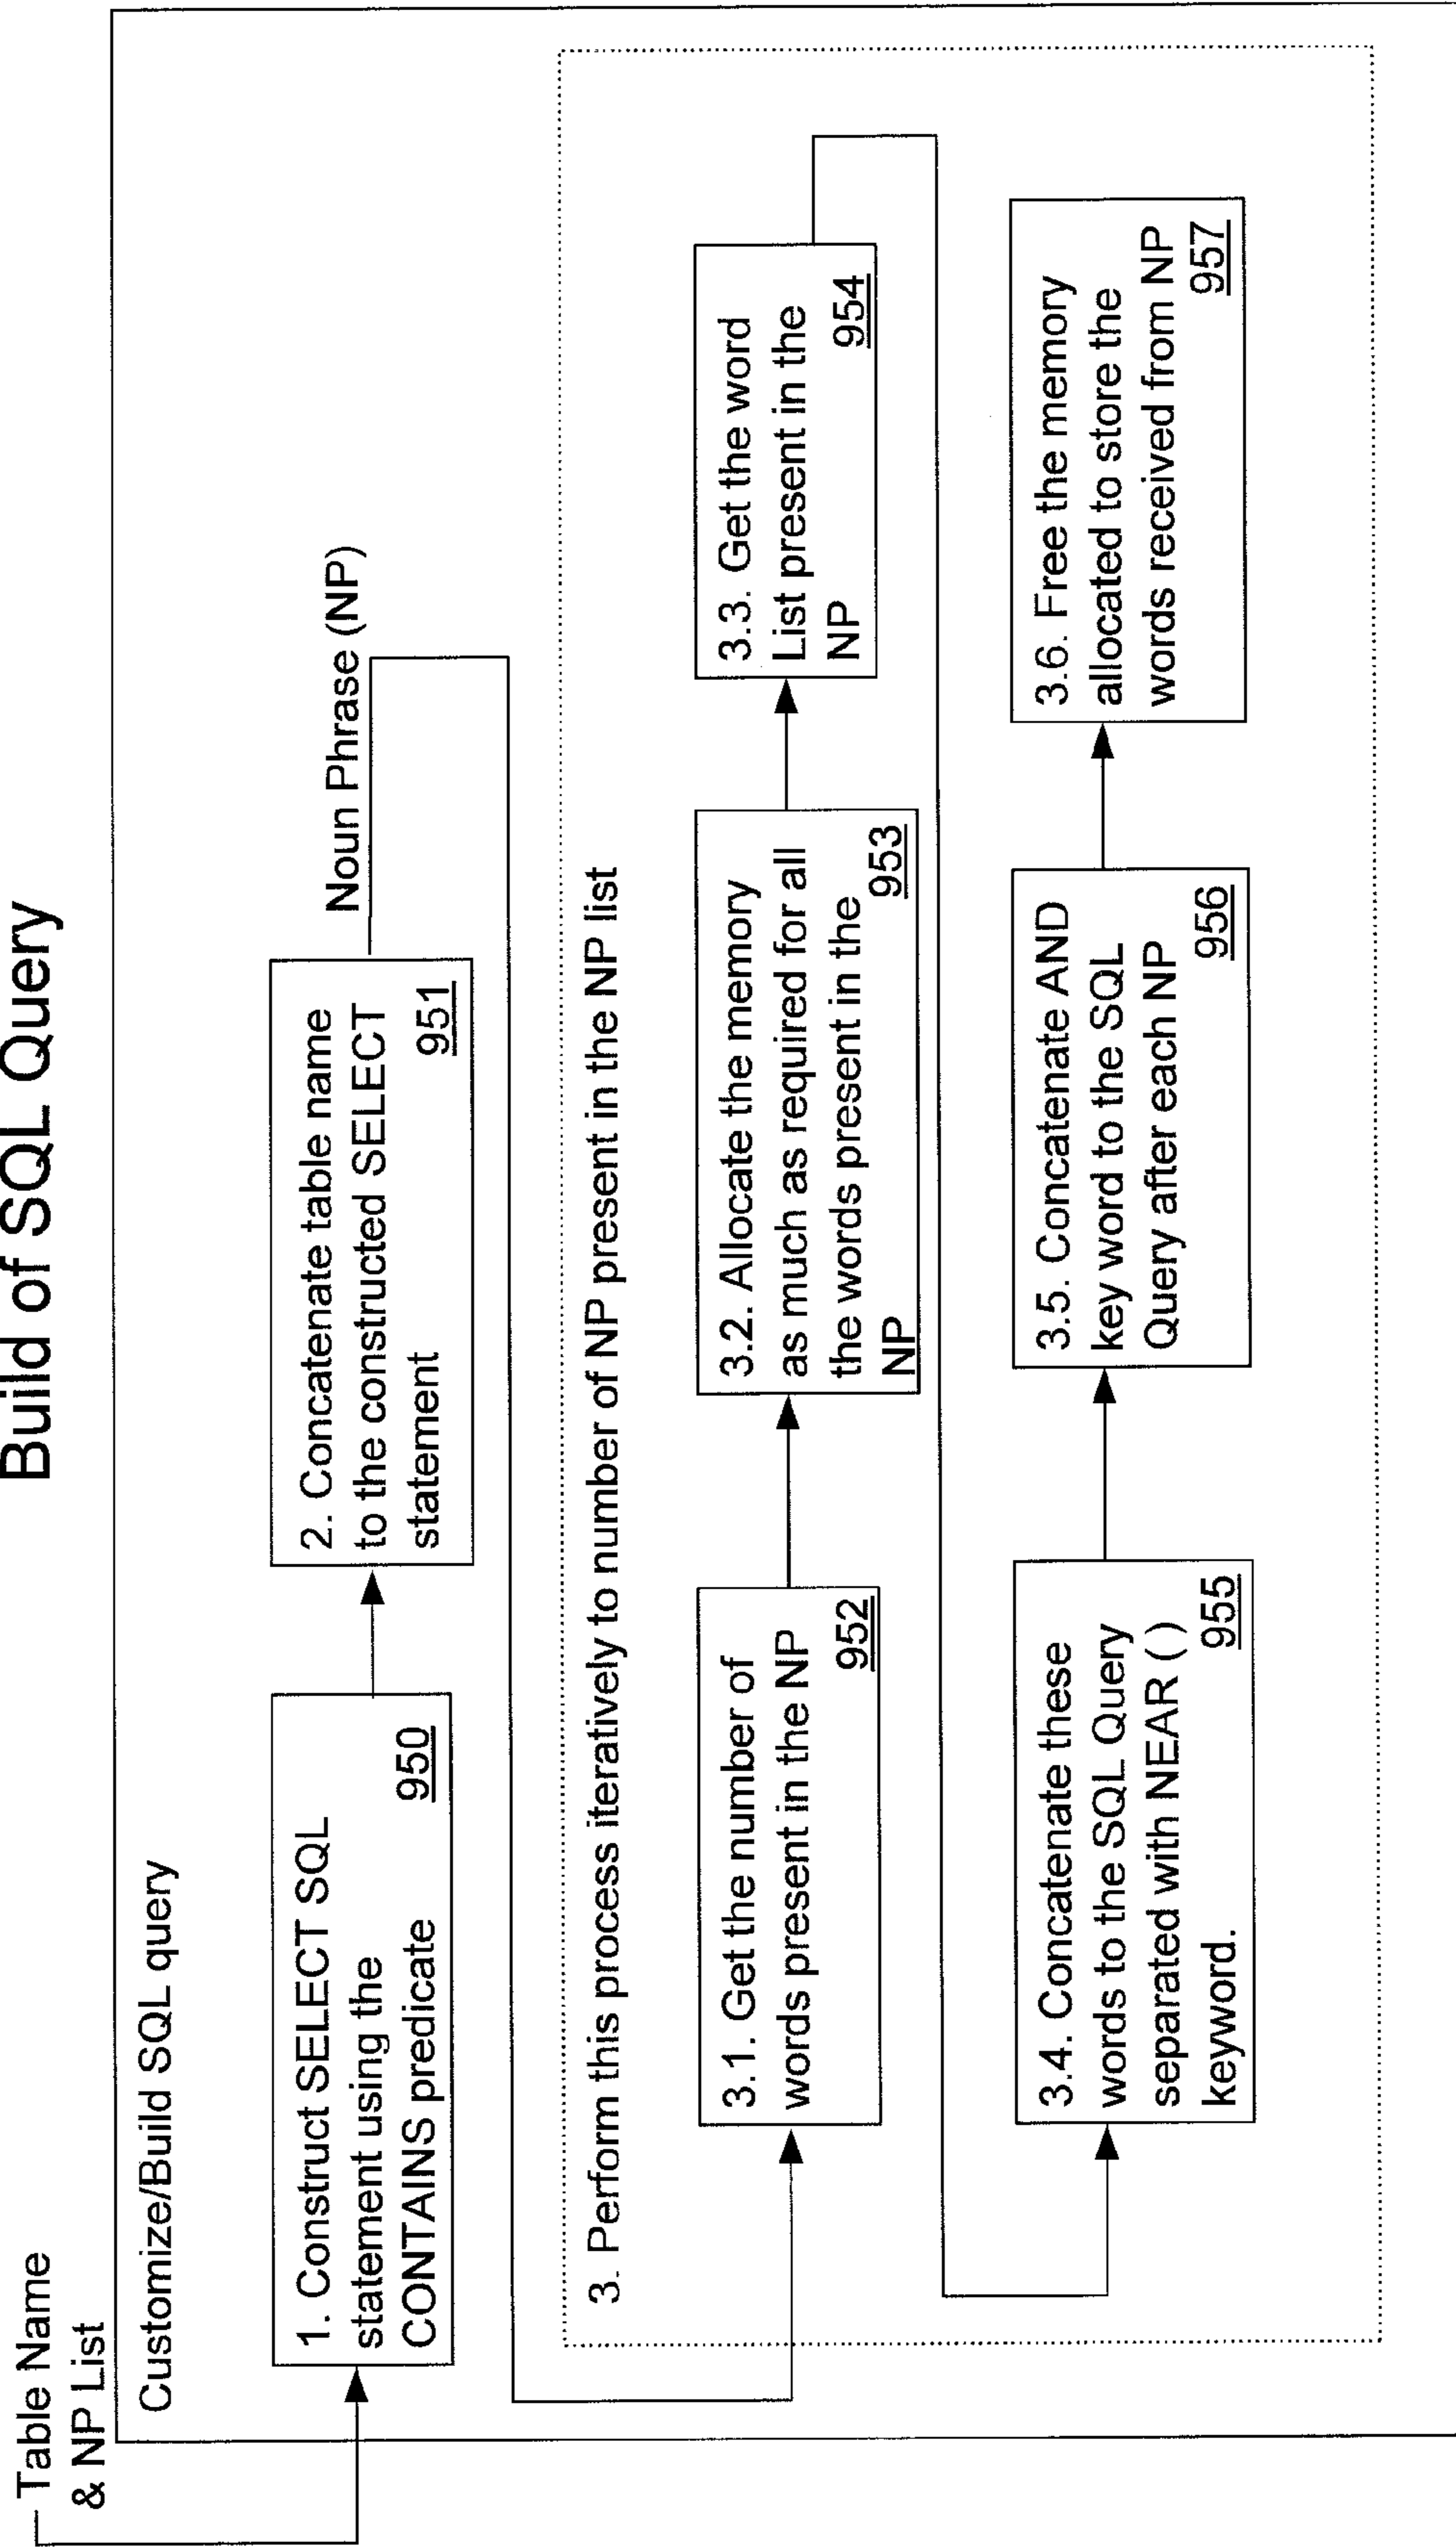 Build of SQL Query
Table Name
& NP List
Customize/Build SQL query
1. Construct SELECT SQL
statement using the
CONTAINS predicate
950
2. Concatenate table name
to the constructed SELECT
statement
951
Noun Phrase (NP)
3. Perform this process iteratively to number of NP present in the NP list
3.1. Get the number of
words present in the NP
952
3.2. Allocate the memory
as much as required for all
the words present in the
NP
953
3.3. Get the word
List present in the
NP
954
3.4. Concatenate these
words to the SQL Query
separated with NEAR ( )
keyword.
955
3.5. Concatenate AND
key word to the SQL
Query after each NP
956
3.6. Free the memory
allocated to store the
words received from NP
957